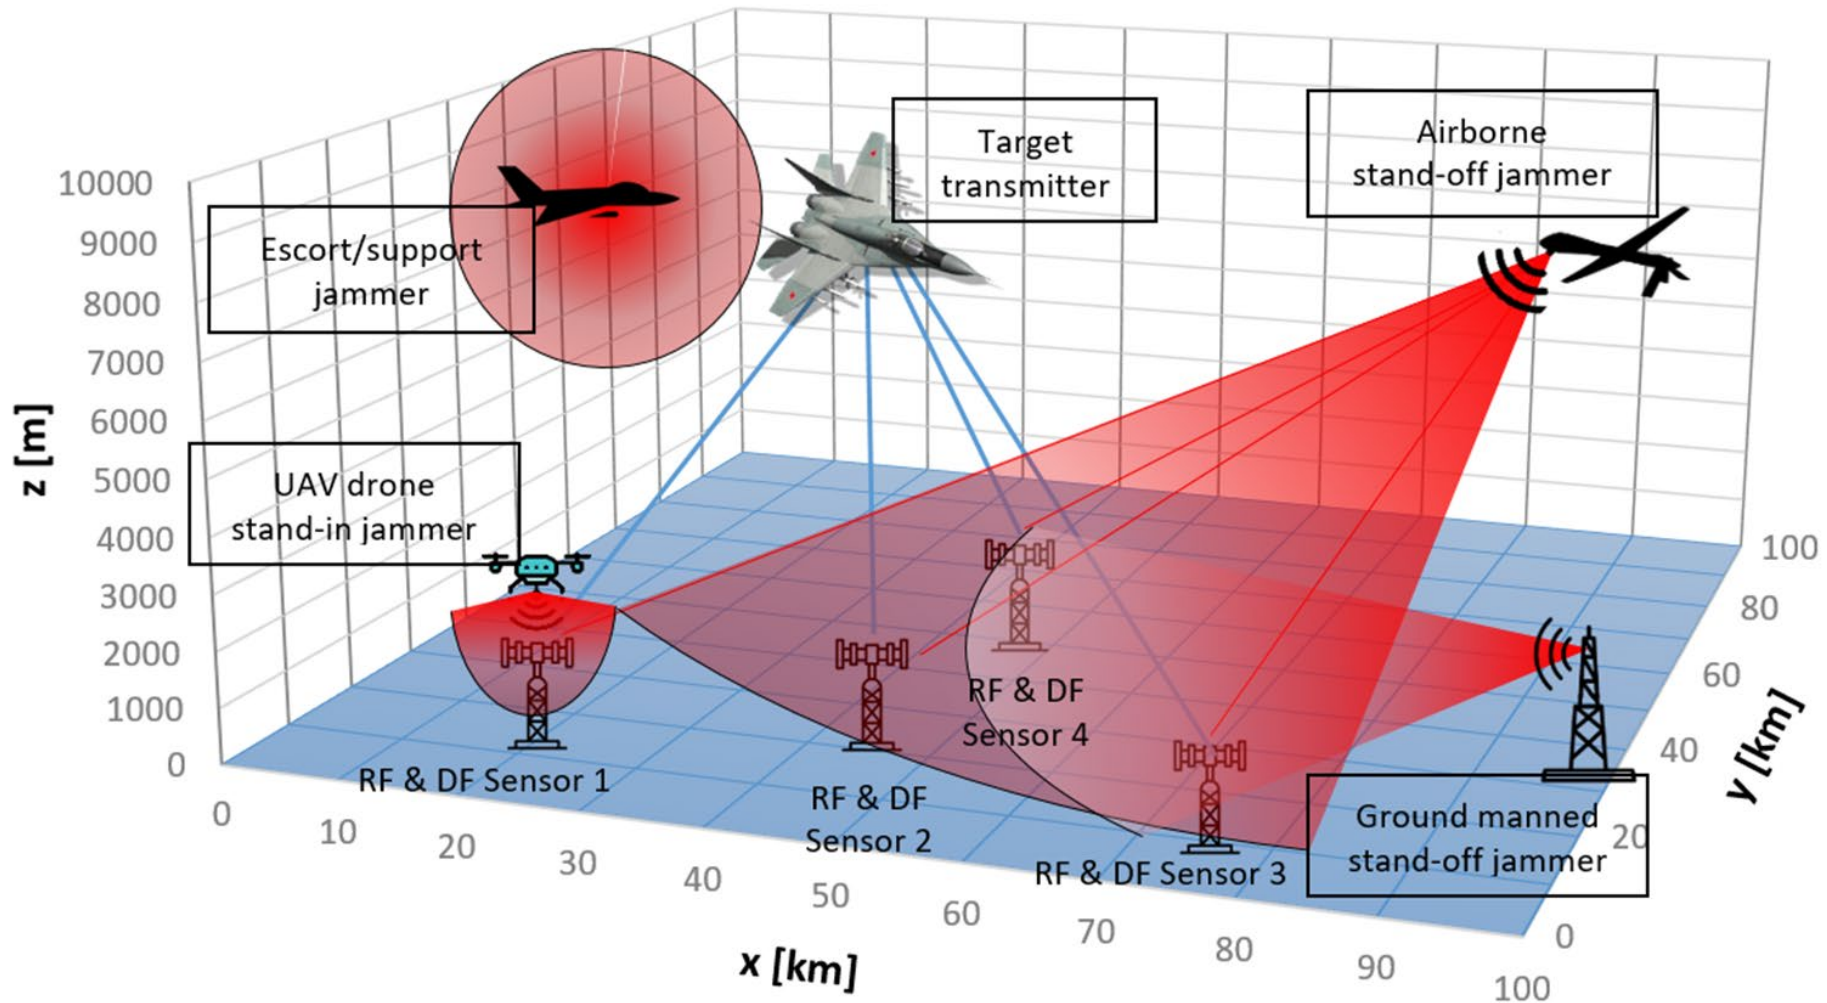 Target
transmitter
Airborne
stand-off jammer
Escort/support
jammer
UAV drone
stand-in jammer
z [m]
10000
9000
8000
7000
6000
5000
4000
3000
2000
1000
0
RF & DF Sensor 1
RF & DF
Sensor 2
RF & DF
Sensor 4
RF & DF Sensor 3
Ground manned
stand-off jammer
0
10
20
30
40
50
60
70
80
90
100
x [km]
100
80
60
40
20
0
y [km]